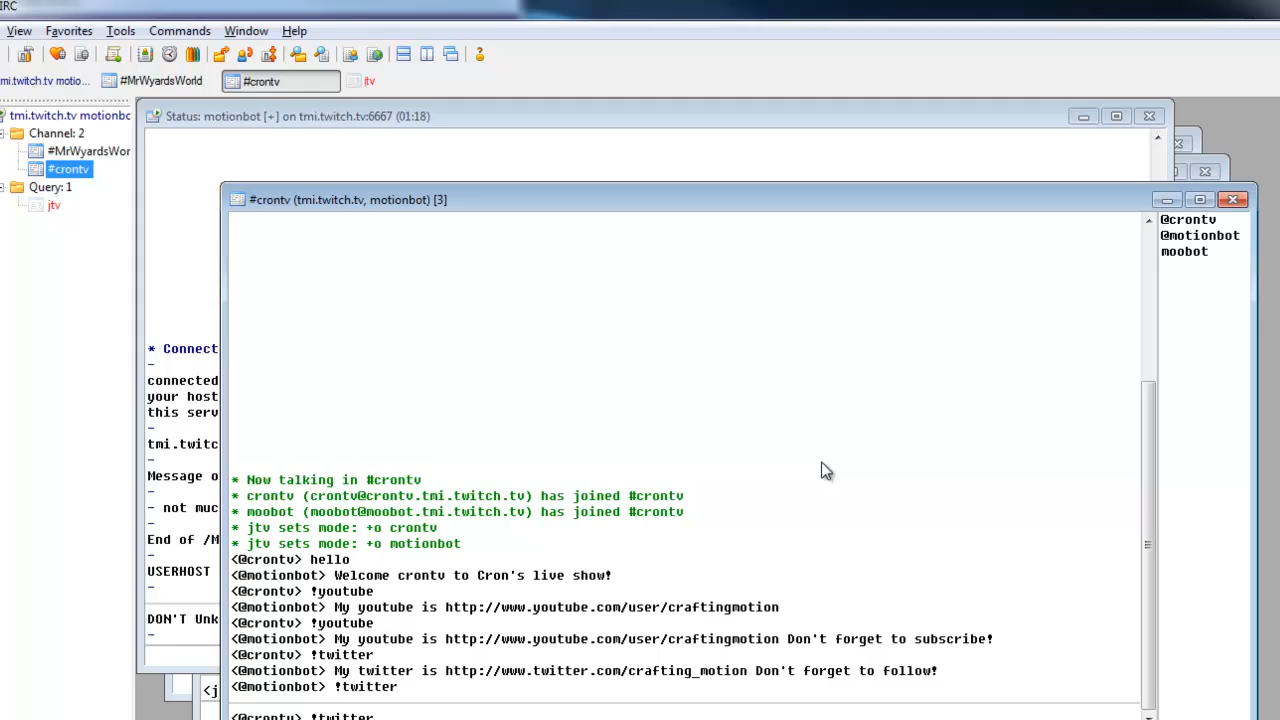 IRC
View Favorites Tools Commands Window Help
mi.twitch.tv motio... #MrWyardsWorld #crontv jtv
tmi.twitch.tv motionbo
Channel: 2
#MrWyardsWor
#crontv
Query: 1
jtv
Status: motionbot [+] on tmi.twitch.tv:6667 (01:18)
* Connect
-
connected
your host
this serv
-
tmi.twitc
-
Message o
-
- not muc
-
End of /M
-
USERHOST
-
DON'T Unk
-
<j
#crontv (tmi.twitch.tv, motionbot) [3]
* Now talking in #crontv
* crontv (crontv@crontv.tmi.twitch.tv) has joined #crontv
* moobot (moobot@moobot.tmi.twitch.tv) has joined #crontv
* jtv sets mode: +o crontv
* jtv sets mode: +o motionbot
<@crontv> hello
<@motionbot> Welcome crontv to Cron's live show!
<@crontv> !youtube
<@motionbot> My youtube is http://www.youtube.com/user/craftingmotion
<@crontv> !youtube
<@motionbot> My youtube is http://www.youtube.com/user/craftingmotion Don't forget to subscribe!
<@crontv> !twitter
<@motionbot> My twitter is http://www.twitter.com/crafting_motion Don't forget to follow!
<@motionbot> !twitter
<@crontv> !twitter
@crontv
@motionbot
moobot